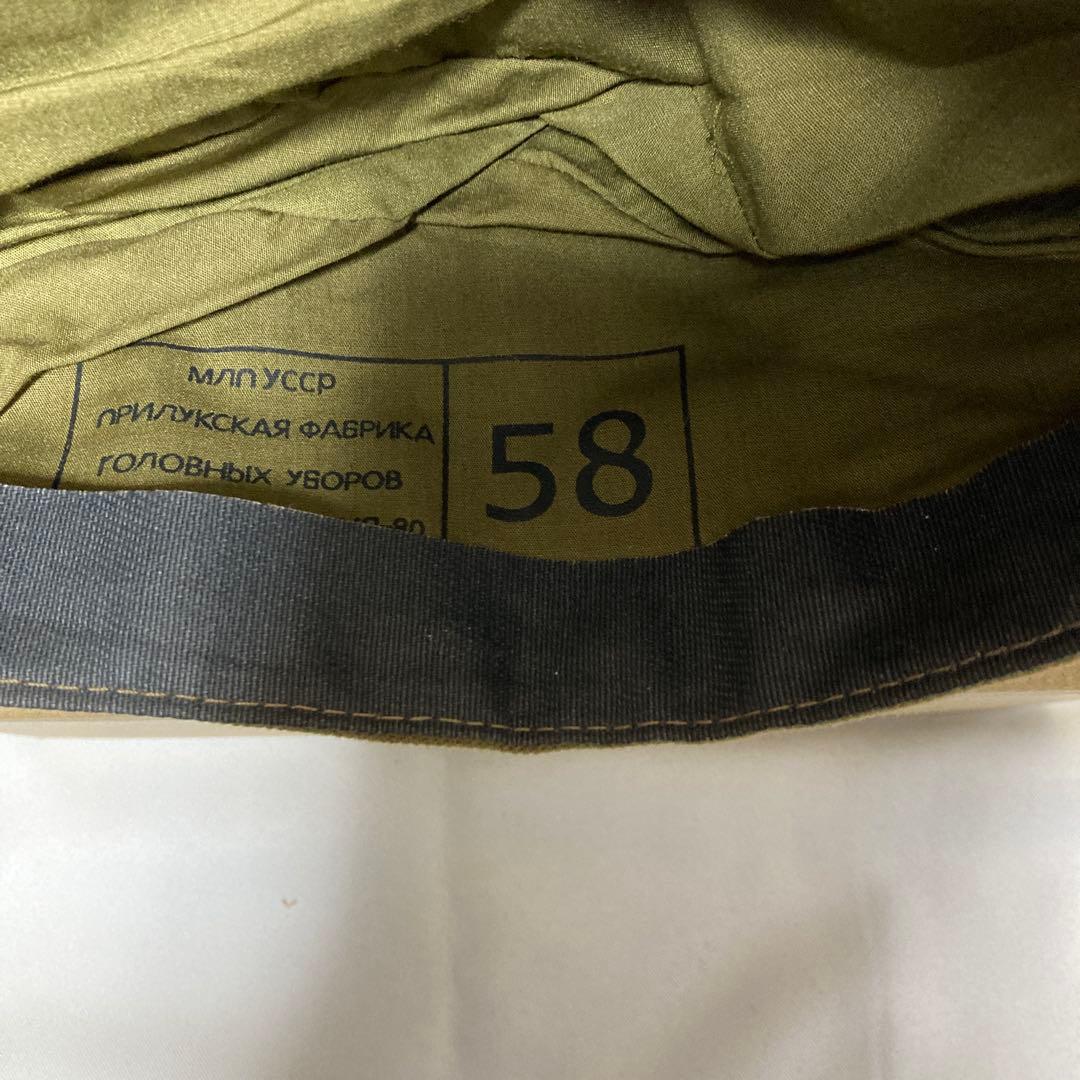 МЛП УССР
ПРИЛУКСКАЯ ФАБРИКА
ГОЛОВНЫХ УБОРОВ
58